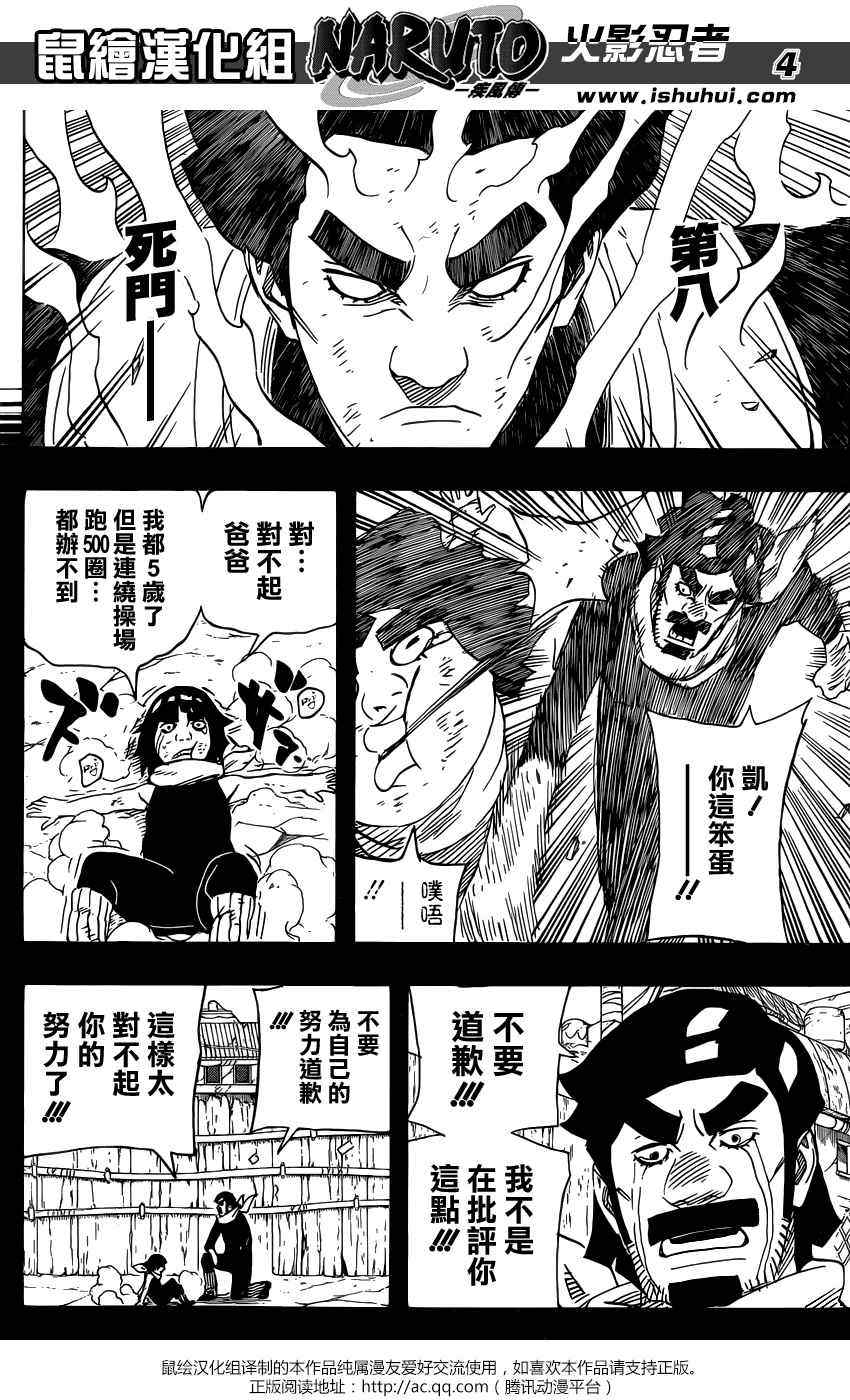 鼠繪漢化組
NARUTO
疾風傳
火影忍者
4
www.ishuhui.com
第八
死門——
凱！
你這笨蛋
——!!
噗唔
——
!!
對…
對不起
爸爸
我都5歲了
但是連繞操場
跑500圈…
都辦不到
ズ
ザマ
不要
道歉!!!
我不是
在批評你
這點!!!
不要
為自己的
努力道歉
!!!
這樣太
對不起
你的
努力了!!!
鼠绘汉化组译制的本作品纯属漫友爱好交流使用，如喜欢本作品请支持正版。
正版阅读地址：http://ac.qq.com（腾讯动漫平台）